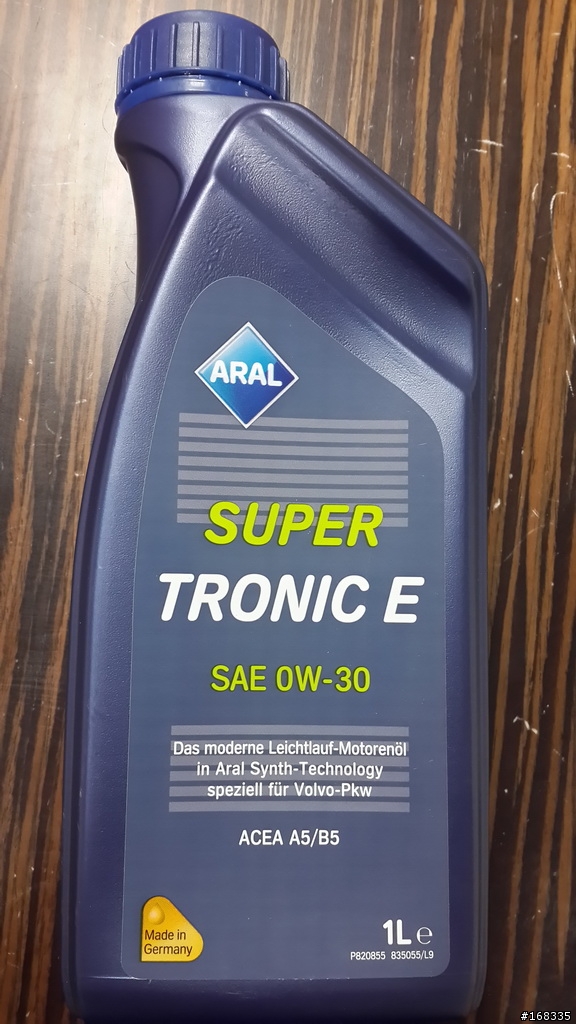 ARAL
SUPER
TRONIC E
SAE 0W-30
Das moderne Leichtlauf-Motorenöl
in Aral Synth-Technology
speziell für Volvo-Pkw
ACEA A5/B5
Made in
Germany
1L e
P820855 835055/L9
#168335